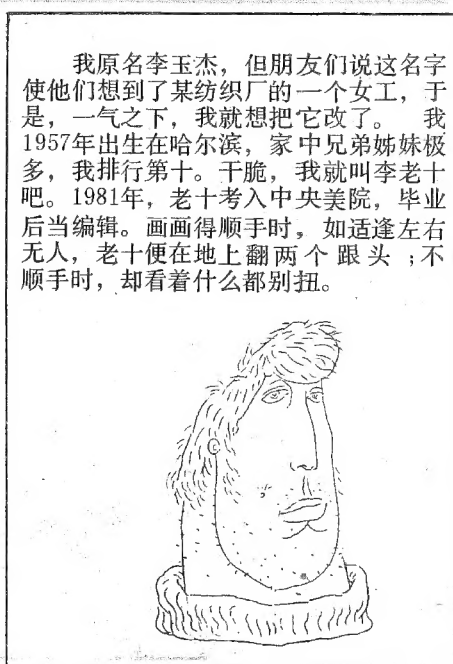 我原名李玉杰，但朋友们说这名字
使他们想到了某纺织厂的一个女工，于
是，一气之下，我就想把它改了。 我
1957年出生在哈尔滨，家中兄弟姊妹极
多，我排行第十。干脆，我就叫李老十
吧。1981年，老十考入中央美院，毕业
后当编辑。画画得顺手时，如适逢左右
无人，老十便在地上翻两个跟头；不
顺手时，却看着什么都别扭。